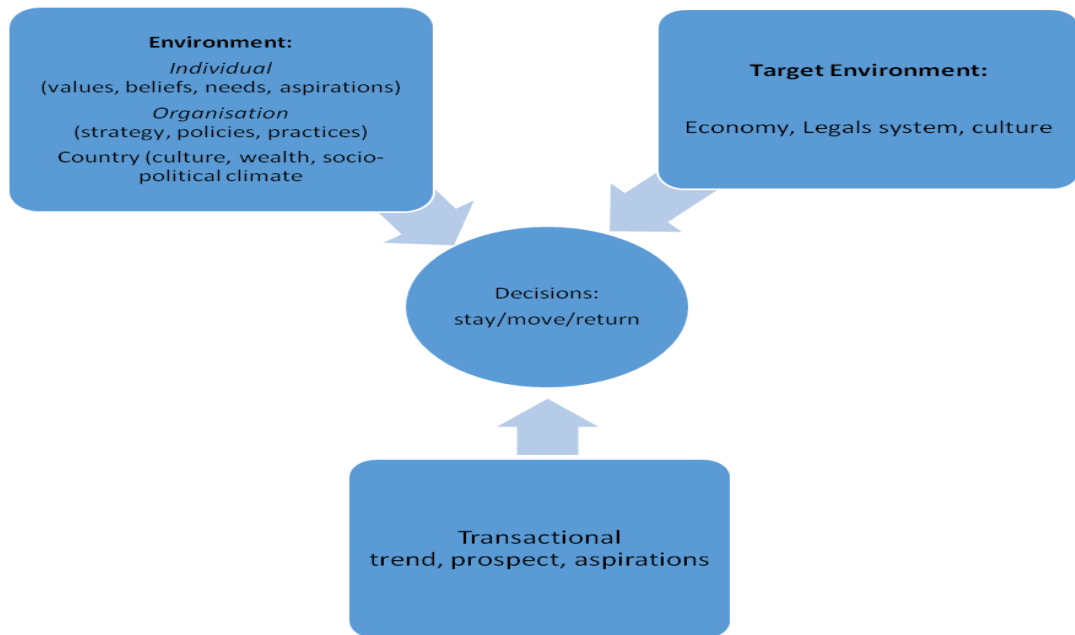 Environment:
Individual
(values, beliefs, needs, aspirations)
Organisation
(strategy, policies, practices)
Country (culture, wealth, socio-
political climate
Target Environment:
Economy, Legals system, culture
Decisions:
stay/move/return
Transactional
trend, prospect, aspirations